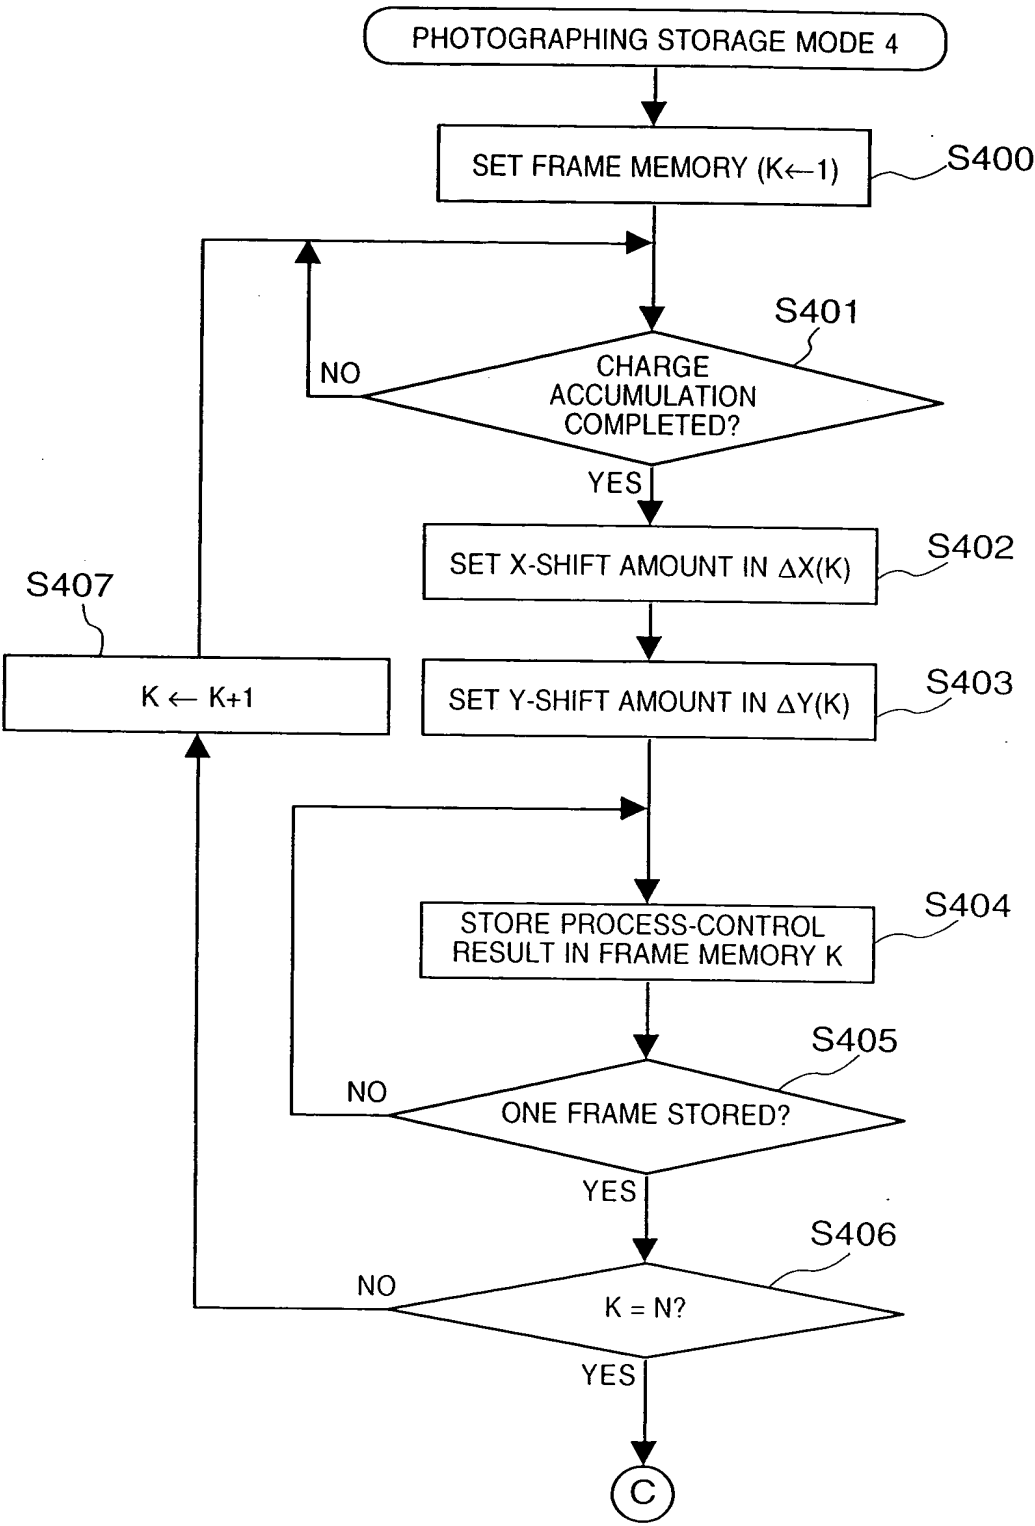 PHOTOGRAPHING STORAGE MODE 4
SET FRAME MEMORY (K←1)
S400
S401
CHARGE
ACCUMULATION
COMPLETED?
NO
YES
SET X-SHIFT AMOUNT IN ΔX(K)
S402
S407
K ← K+1
SET Y-SHIFT AMOUNT IN ΔY(K)
S403
STORE PROCESS-CONTROL
RESULT IN FRAME MEMORY K
S404
S405
NO
ONE FRAME STORED?
YES
S406
NO
K = N?
YES
C